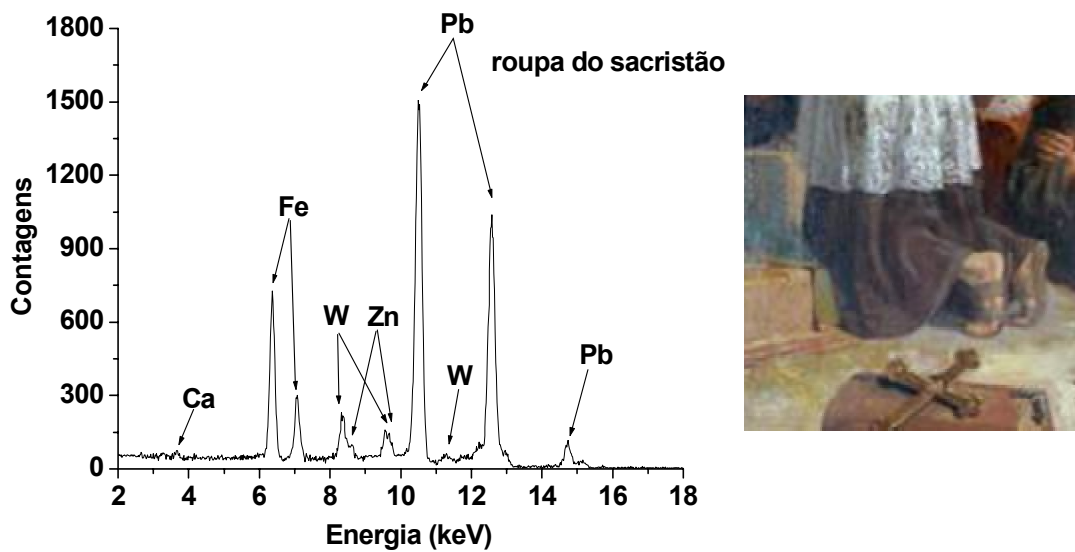 1800
1500
1200
900
600
300
0
Contagens
Pb
roupa do sacristão
Fe
W
Zn
Ca
W
Pb
2 4 6 8 10 12 14 16 18
Energia (keV)